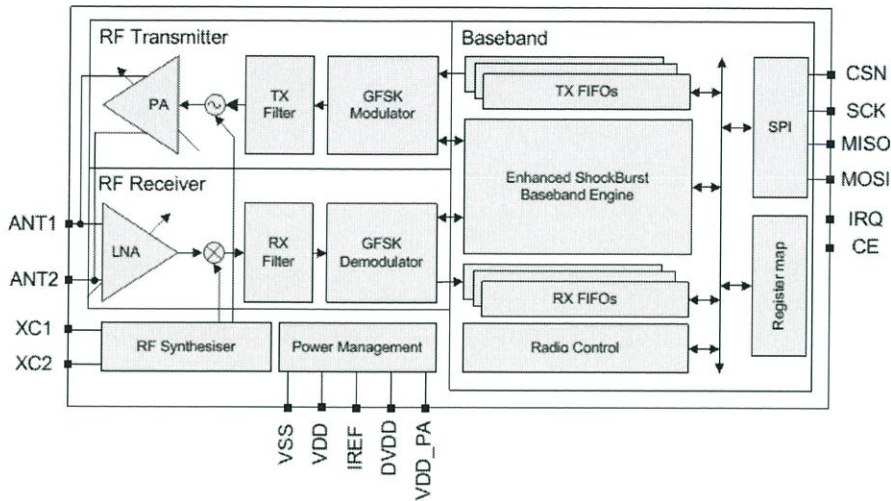 RF Transmitter
Baseband
PA
TX
Filter
GFSK
Modulator
TX FIFOs
SPI
CSN
SCK
MISO
MOSI
Enhanced ShockBurst
Baseband Engine
RF Receiver
ANT1
LNA
RX
Filter
GFSK
Demodulator
IRQ
CE
ANT2
RX FIFOs
Register map
XC1
XC2
RF Synthesiser
Power Management
Radio Control
VSS
VDD
IREF
DVDD
VDD_PA